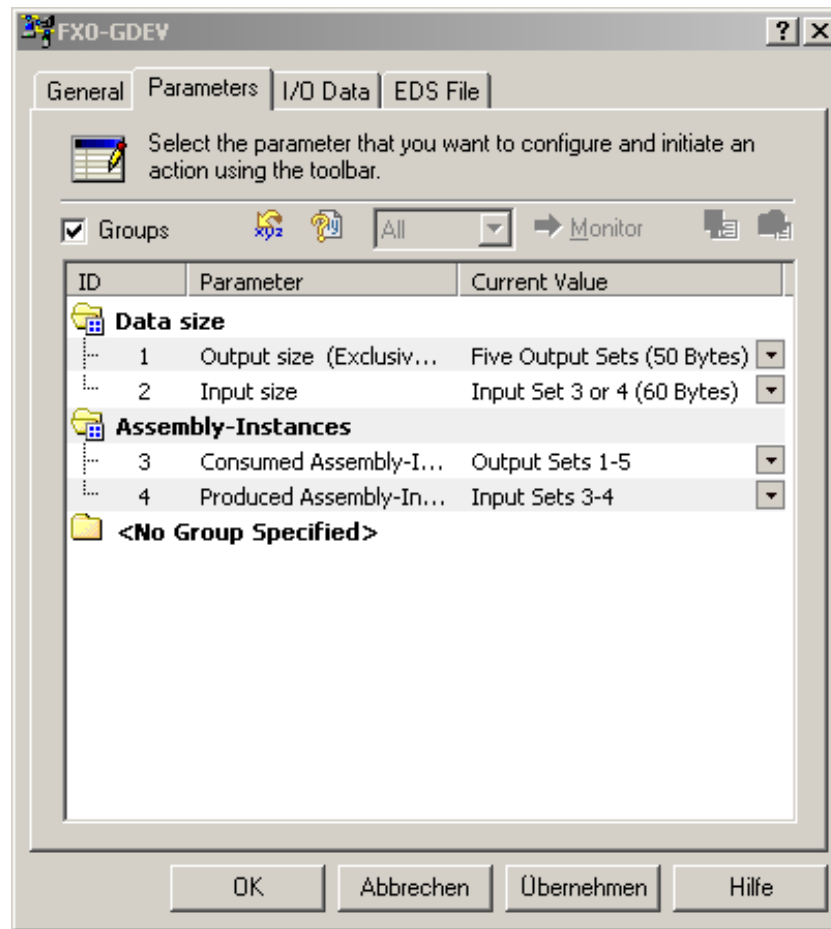 FX0-GDEV
General Parameters I/O Data EDS File
Select the parameter that you want to configure and initiate an
action using the toolbar.
Groups xyz All Monitor
ID Parameter Current Value
Data size
1 Output size (Exclusiv... Five Output Sets (50 Bytes)
2 Input size Input Set 3 or 4 (60 Bytes)
Assembly-Instances
3 Consumed Assembly-I... Output Sets 1-5
4 Produced Assembly-In... Input Sets 3-4
<No Group Specified>
OK Abbrechen Übernehmen Hilfe